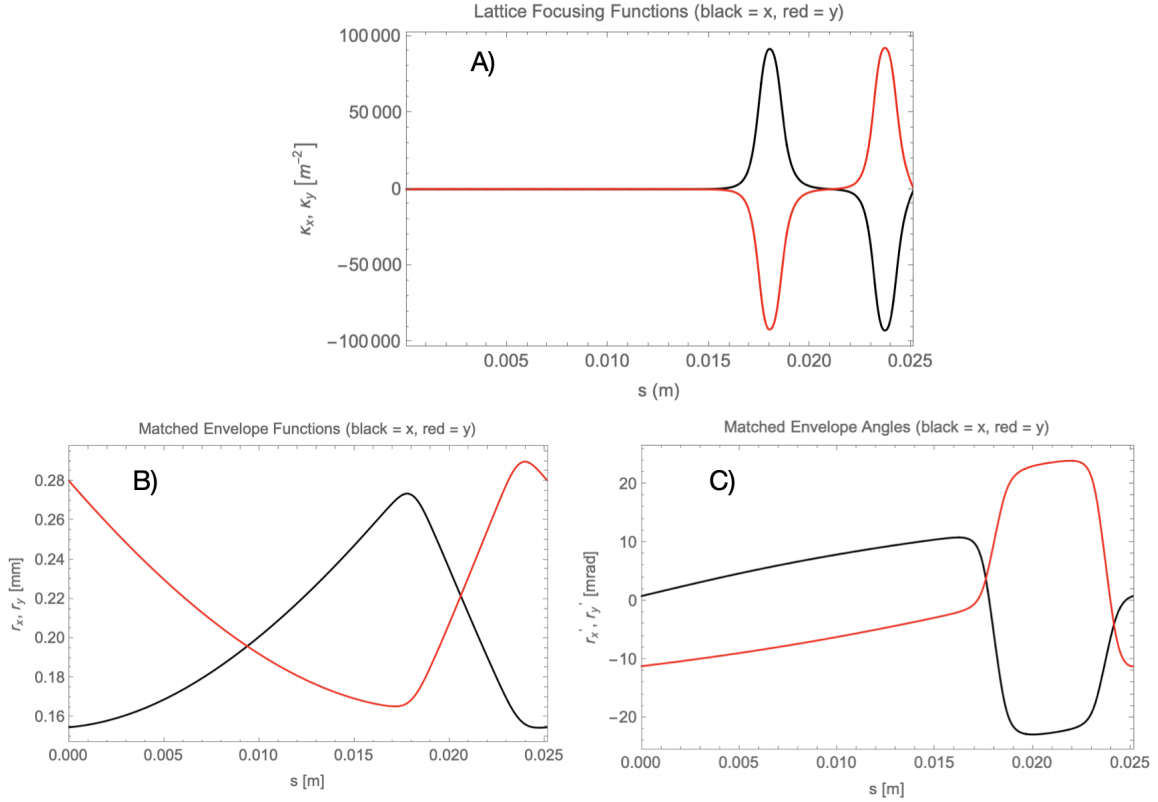 Lattice Focusing Functions (black = x, red = y)
A)
100 000
50 000
0
−50 000
−100 000
κx, κy [m−2]
0.005 0.010 0.015 0.020 0.025
s (m)
Matched Envelope Functions (black = x, red = y)
B)
0.28
0.26
0.24
0.22
0.20
0.18
0.16
rx, ry [mm]
0.000 0.005 0.010 0.015 0.020 0.025
s [m]
Matched Envelope Angles (black = x, red = y)
C)
20
10
0
−10
−20
rx', ry' [mrad]
0.000 0.005 0.010 0.015 0.020 0.025
s [m]